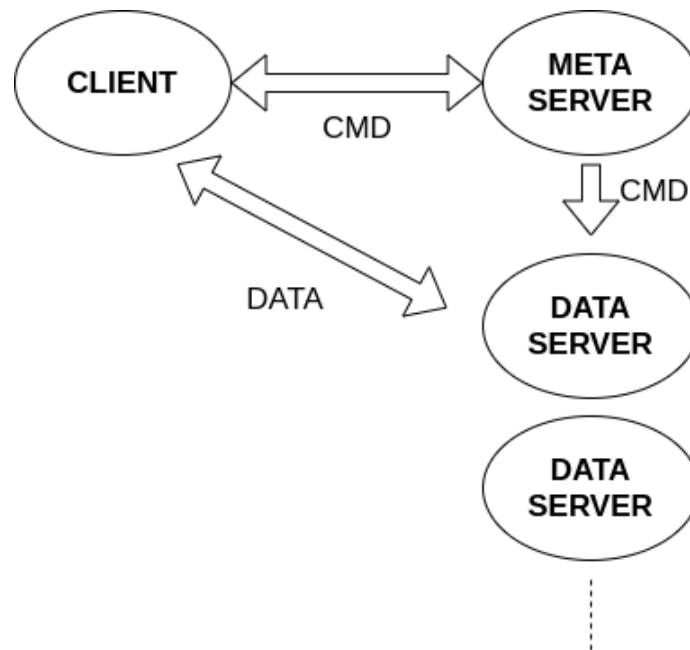 CLIENT
META
SERVER
CMD
CMD
DATA
DATA
SERVER
DATA
SERVER